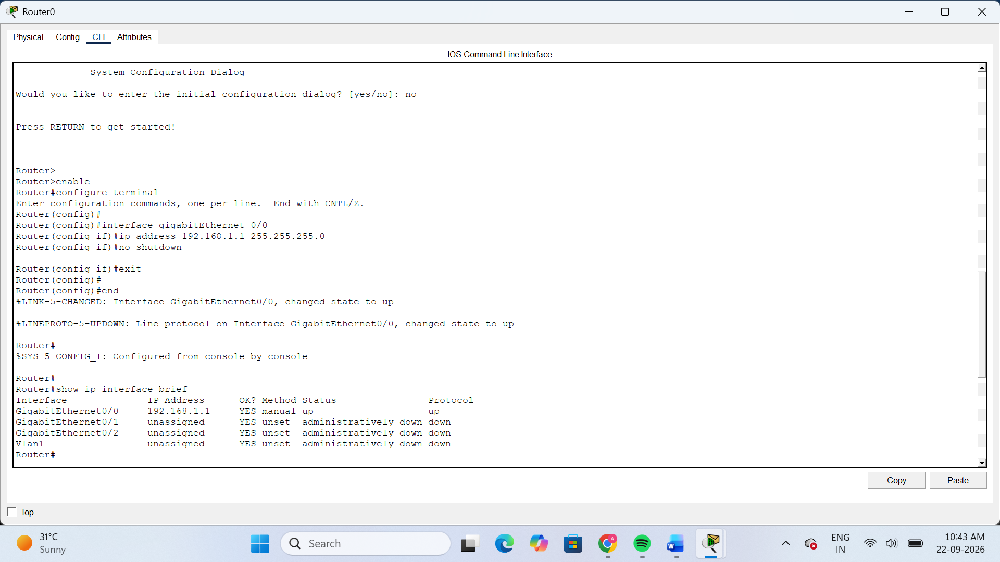 Router0
Physical Config CLI Attributes
IOS Command Line Interface
--- System Configuration Dialog ---
Would you like to enter the initial configuration dialog? [yes/no]: no
Press RETURN to get started!
Router>
Router>enable
Router#configure terminal
Enter configuration commands, one per line.  End with CNTL/Z.
Router(config)#
Router(config)#interface gigabitEthernet 0/0
Router(config-if)#ip address 192.168.1.1 255.255.255.0
Router(config-if)#no shutdown
Router(config-if)#exit
Router(config)#
Router(config)#end
%LINK-5-CHANGED: Interface GigabitEthernet0/0, changed state to up
%LINEPROTO-5-UPDOWN: Line protocol on Interface GigabitEthernet0/0, changed state to up
Router#
%SYS-5-CONFIG_I: Configured from console by console
Router#
Router#show ip interface brief
Interface              IP-Address      OK? Method Status                Protocol
GigabitEthernet0/0     192.168.1.1     YES manual up                    up
GigabitEthernet0/1     unassigned      YES unset  administratively down down
GigabitEthernet0/2     unassigned      YES unset  administratively down down
Vlan1                  unassigned      YES unset  administratively down down
Router#
Copy Paste
Top
31°C
Sunny
Search
ENG
IN
10:43 AM
22-09-2026